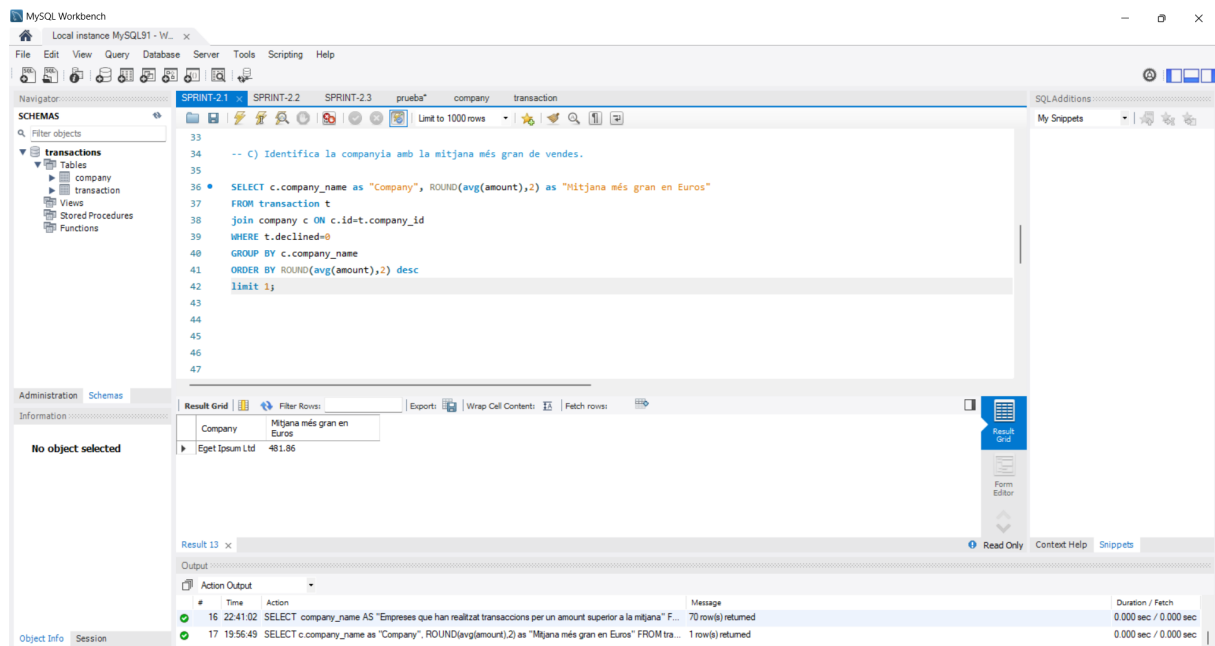 MySQL Workbench
Local instance MySQL91 - W... ×
File Edit View Query Database Server Tools Scripting Help
Navigator
SCHEMAS
Filter objects
transactions
Tables
company
transaction
Views
Stored Procedures
Functions
Administration Schemas
Information
No object selected
Object Info Session
SPRINT-2.1 × SPRINT-2.2 SPRINT-2.3 prueba* company transaction
Limit to 1000 rows
33
34 -- C) Identifica la companyia amb la mitjana més gran de vendes.
35
36 SELECT c.company_name as "Company", ROUND(avg(amount),2) as "Mitjana més gran en Euros"
37 FROM transaction t
38 join company c ON c.id=t.company_id
39 WHERE t.declined=0
40 GROUP BY c.company_name
41 ORDER BY ROUND(avg(amount),2) desc
42 limit 1;
43
44
45
46
47
Result Grid Filter Rows: Export: Wrap Cell Content: Fetch rows:
Company Mitjana més gran en
Euros
Eget Ipsum Ltd 481.86
Result
Grid
Form
Editor
Result 13 ×
Read Only
Output
Action Output
# Time Action Message Duration / Fetch
16 22:41:02 SELECT company_name AS "Empreses que han realitzat transaccions per un amount superior a la mitjana" F... 70 row(s) returned 0.000 sec / 0.000 sec
17 19:56:49 SELECT c.company_name as "Company", ROUND(avg(amount),2) as "Mitjana més gran en Euros" FROM tra... 1 row(s) returned 0.000 sec / 0.000 sec
SQLAdditions
My Snippets
Context Help Snippets